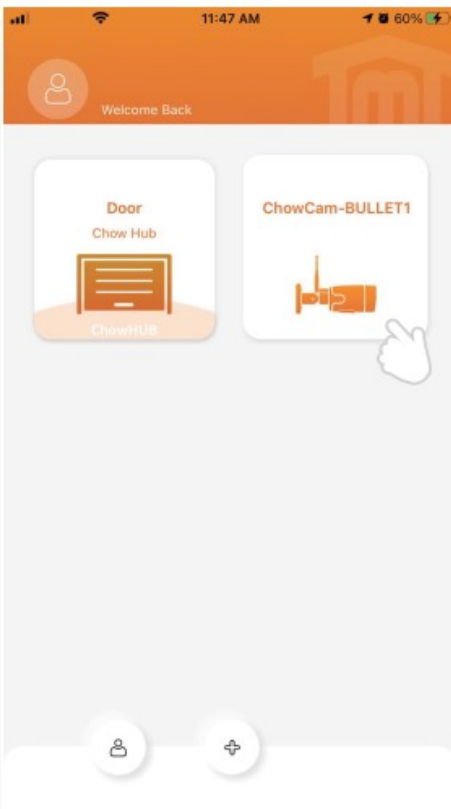 11:47 AM
60%
Welcome Back
Door
Chow Hub
ChowHUB
ChowCam-BULLET1